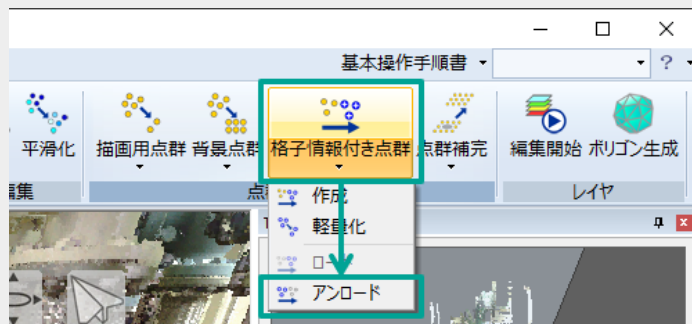 基本操作手順書
?
平滑化
描画用点群
背景点群
格子情報付き点群
点群補完
編集開始
ポリゴン生成
編集
レイヤ
作成
軽量化
アンロード